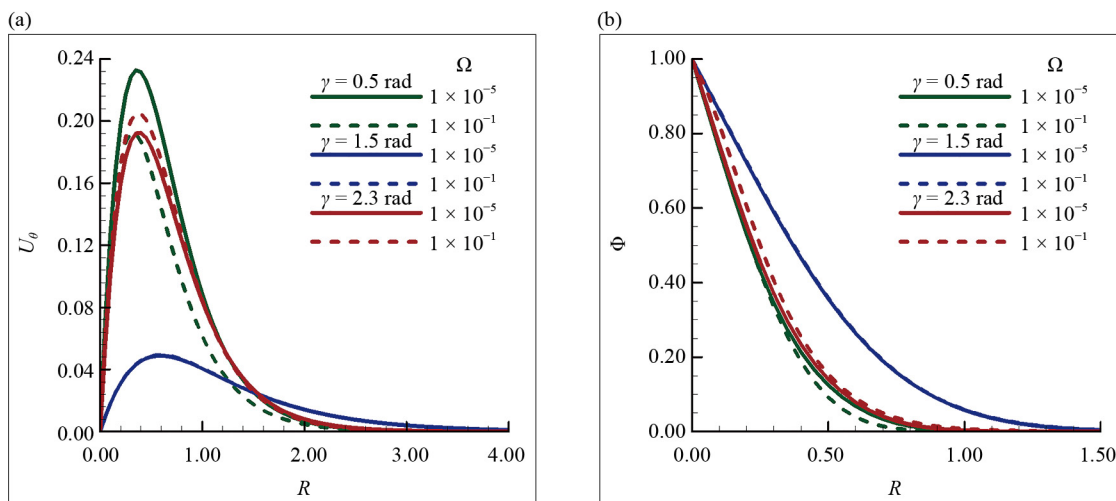 (a)
0.24
0.20
0.16
0.12
0.08
0.04
0.00
U_θ
0.00 1.00 2.00 3.00 4.00
R
Ω
γ = 0.5 rad
1 × 10⁻⁵
1 × 10⁻¹
γ = 1.5 rad
1 × 10⁻⁵
1 × 10⁻¹
γ = 2.3 rad
1 × 10⁻⁵
1 × 10⁻¹
(b)
1.00
0.80
0.60
0.40
0.20
0.00
Φ
0.00 0.50 1.00 1.50
R
Ω
γ = 0.5 rad
1 × 10⁻⁵
1 × 10⁻¹
γ = 1.5 rad
1 × 10⁻⁵
1 × 10⁻¹
γ = 2.3 rad
1 × 10⁻⁵
1 × 10⁻¹